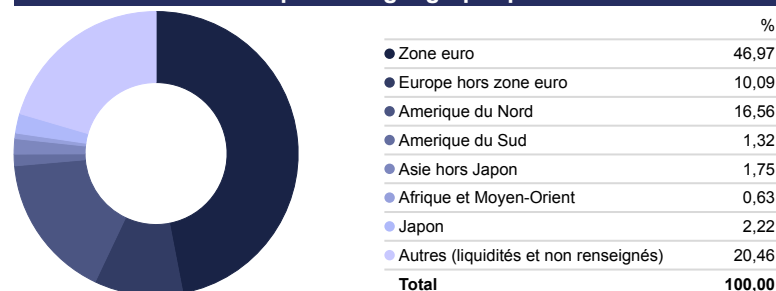 %
Zone euro 46,97
Europe hors zone euro 10,09
Amerique du Nord 16,56
Amerique du Sud 1,32
Asie hors Japon 1,75
Afrique et Moyen-Orient 0,63
Japon 2,22
Autres (liquidités et non renseignés) 20,46
Total 100,00